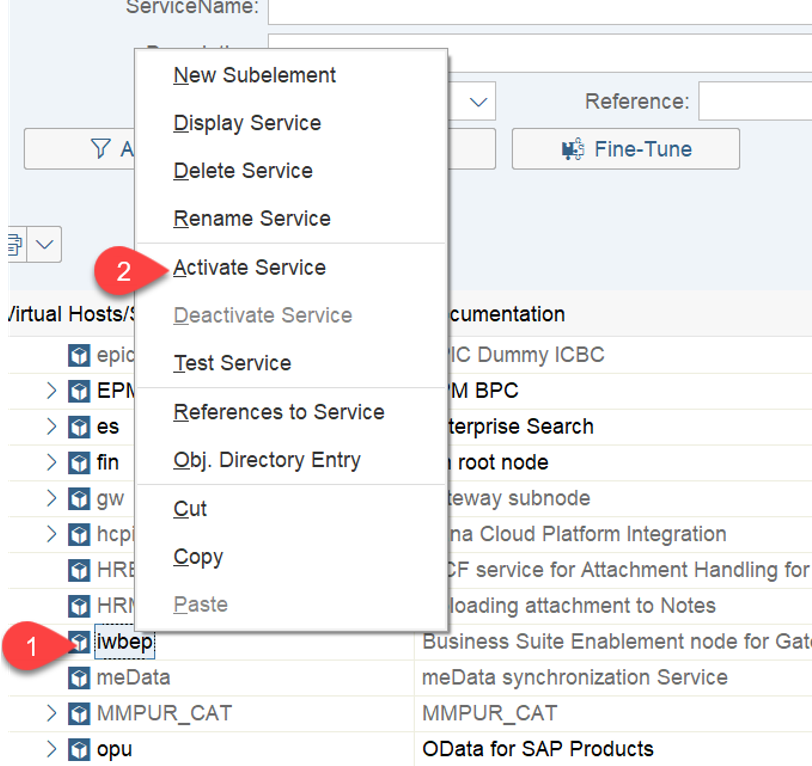 ServiceName:
New Subelement
Display Service
Reference:
Delete Service
A
Fine-Tune
Rename Service
2
Activate Service
Virtual Hosts/S
cumentation
Deactivate Service
epic
PIC Dummy ICBC
Test Service
EPM
PM BPC
References to Service
es
terprise Search
Obj. Directory Entry
fin
root node
gw
teway subnode
Cut
hcpi
na Cloud Platform Integration
Copy
HRE
CF service for Attachment Handling for
Paste
HRM
loading attachment to Notes
1
iwbep
Business Suite Enablement node for Gate
meData
meData synchronization Service
MMPUR_CAT
MMPUR_CAT
opu
OData for SAP Products